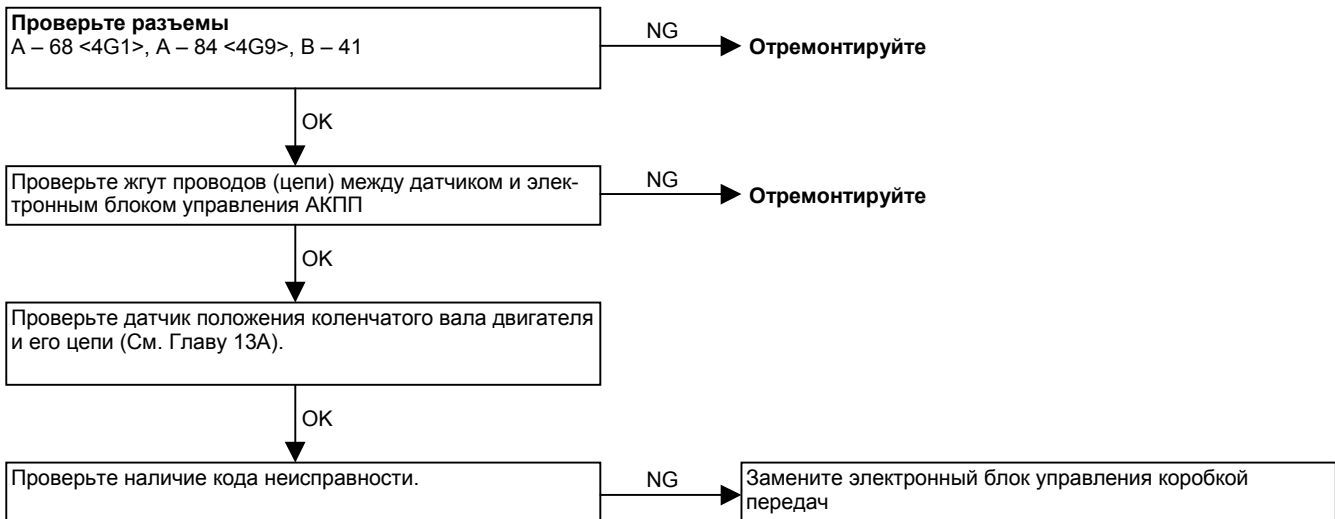 Проверьте разъемы
A – 68 <4G1>, A – 84 <4G9>, B – 41
NG
Отремонтируйте
OK
Проверьте жгут проводов (цепи) между датчиком и элек-
тронным блоком управления АКПП
NG
Отремонтируйте
OK
Проверьте датчик положения коленчатого вала двигателя
и его цепи (См. Главу 13А).
OK
Проверьте наличие кода неисправности.
NG
Замените электронный блок управления коробкой
передач